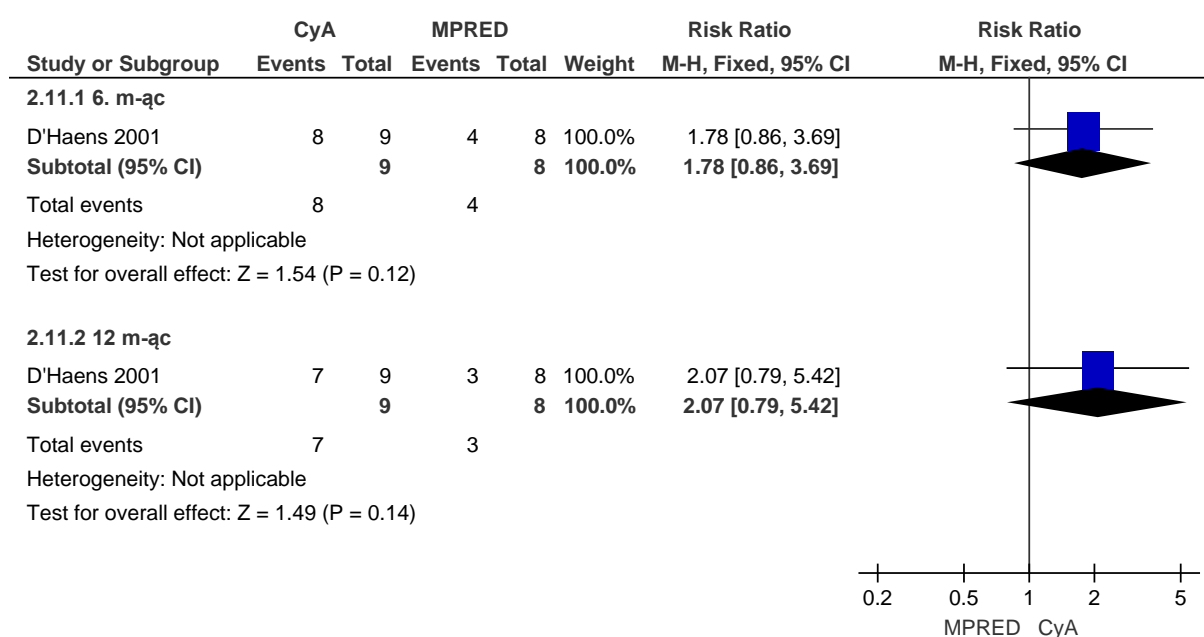 CyA MPRED Risk Ratio Risk Ratio
Study or Subgroup Events Total Events Total Weight M-H, Fixed, 95% CI M-H, Fixed, 95% CI
2.11.1 6. m-ąc
D'Haens 2001 8 9 4 8 100.0% 1.78 [0.86, 3.69]
Subtotal (95% CI) 9 8 100.0% 1.78 [0.86, 3.69]
Total events 8 4
Heterogeneity: Not applicable
Test for overall effect: Z = 1.54 (P = 0.12)
2.11.2 12 m-ąc
D'Haens 2001 7 9 3 8 100.0% 2.07 [0.79, 5.42]
Subtotal (95% CI) 9 8 100.0% 2.07 [0.79, 5.42]
Total events 7 3
Heterogeneity: Not applicable
Test for overall effect: Z = 1.49 (P = 0.14)
0.2 0.5 1 2 5
MPRED CyA